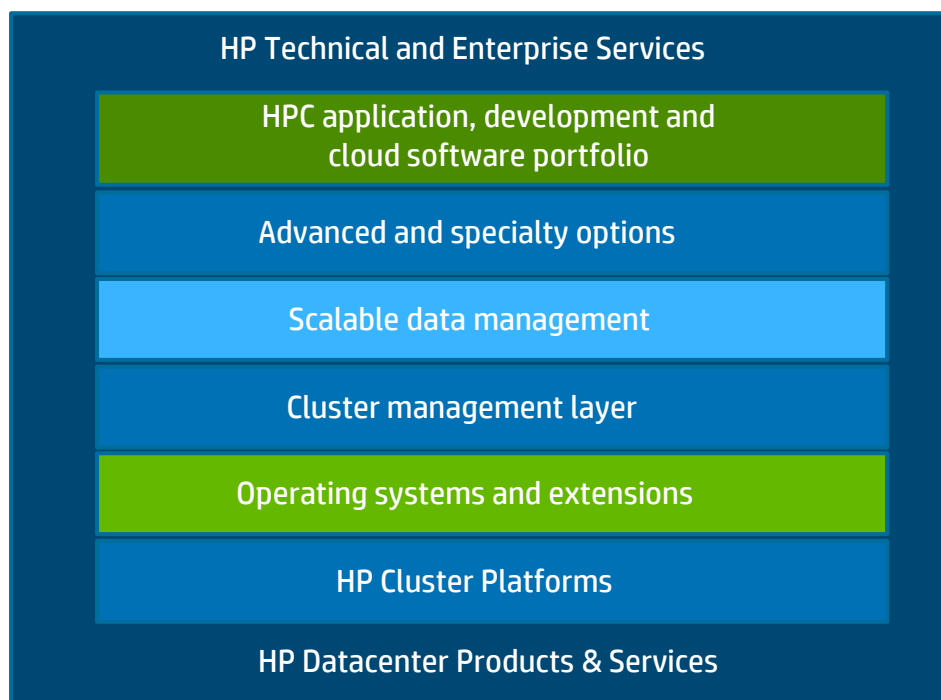 HP Technical and Enterprise Services
HPC application, development and
cloud software portfolio
Advanced and specialty options
Scalable data management
Cluster management layer
Operating systems and extensions
HP Cluster Platforms
HP Datacenter Products & Services